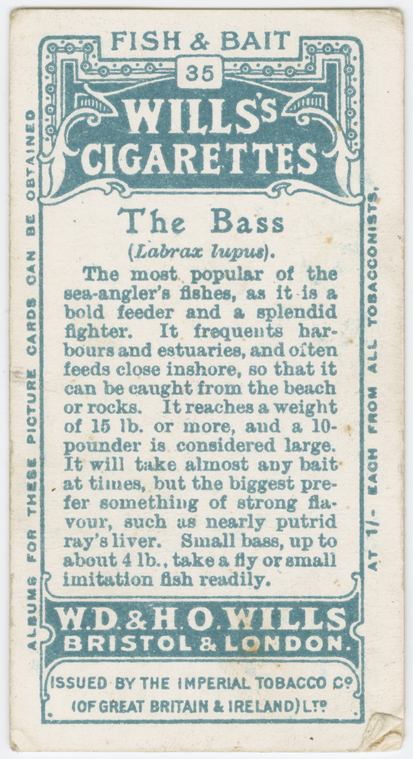 FISH & BAIT
35
WILLS'S
CIGARETTES
The Bass
(Labrax lupus).
The most popular of the
sea-angler's fishes, as it is a
bold feeder and a splendid
fighter. It frequents har-
bours and estuaries, and often
feeds close inshore, so that it
can be caught from the beach
or rocks. It reaches a weight
of 15 lb. or more, and a 10-
pounder is considered large.
It will take almost any bait
at times, but the biggest pre-
fer something of strong fla-
vour, such as nearly putrid
ray's liver. Small bass, up to
about 4 lb., take a fly or small
imitation fish readily.
W.D. & H.O. WILLS
BRISTOL & LONDON.
ISSUED BY THE IMPERIAL TOBACCO Co
(OF GREAT BRITAIN & IRELAND) LTD
ALBUMS FOR THESE PICTURE CARDS CAN BE OBTAINED
AT 1/- EACH FROM ALL TOBACCONISTS.